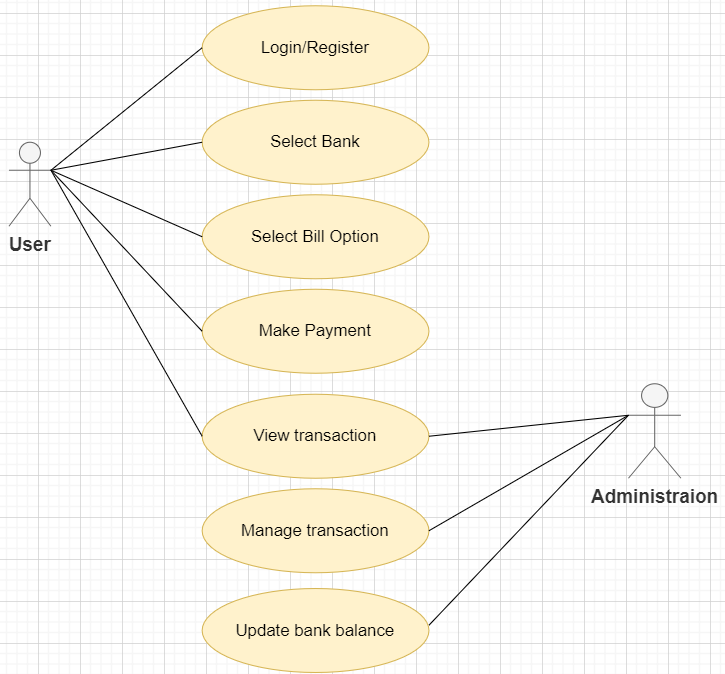 Login/Register
Select Bank
User
Select Bill Option
Make Payment
View transaction
Administraion
Manage transaction
Update bank balance